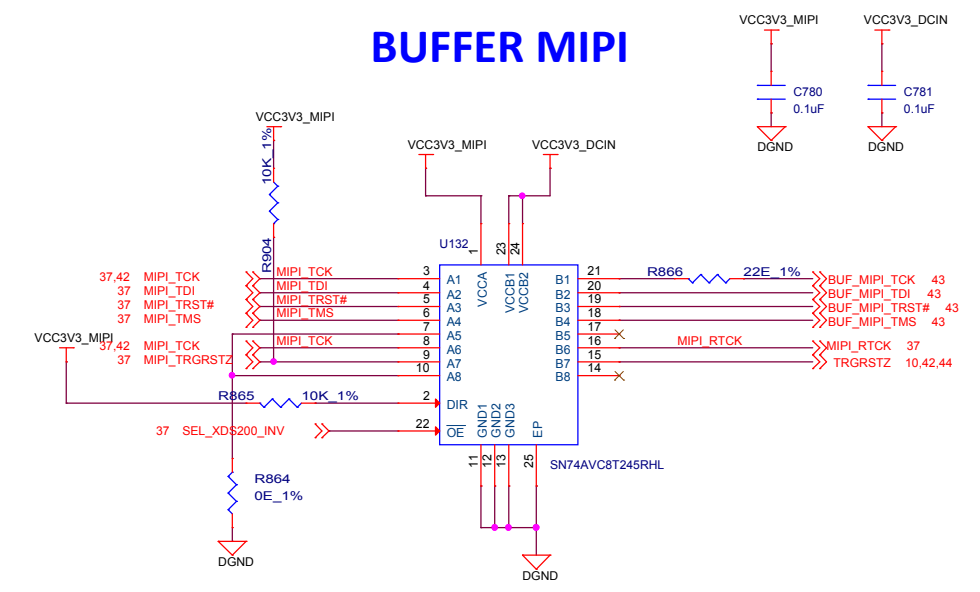 BUFFER MIPI
VCC3V3_MIPI
VCC3V3_DCIN
C780
0.1uF
C781
0.1uF
DGND
DGND
VCC3V3_MIPI
10K_1%
R904
VCC3V3_MIPI
VCC3V3_DCIN
U132
1
23
24
VCCA
VCCB1
VCCB2
37,42 MIPI_TCK MIPI_TCK 3 A1 B1 21 R866 22E_1% BUF_MIPI_TCK 43
37 MIPI_TDI MIPI_TDI 4 A2 B2 20 BUF_MIPI_TDI 43
37 MIPI_TRST# MIPI_TRST# 5 A3 B3 19 BUF_MIPI_TRST# 43
37 MIPI_TMS MIPI_TMS 6 A4 B4 18 BUF_MIPI_TMS 43
7 A5 B5 17
VCC3V3_MIPI
37,42 MIPI_TCK MIPI_TCK 8 A6 B6 16 MIPI_RTCK MIPI_RTCK 37
37 MIPI_TRGRSTZ 9 A7 B7 15 TRGRSTZ 10,42,44
10 A8 B8 14
R865 10K_1% 2 DIR
37 SEL_XDS200_INV 22 OE
GND1
GND2
GND3
EP
11
12
13
25
SN74AVC8T245RHL
R864
0E_1%
DGND
DGND